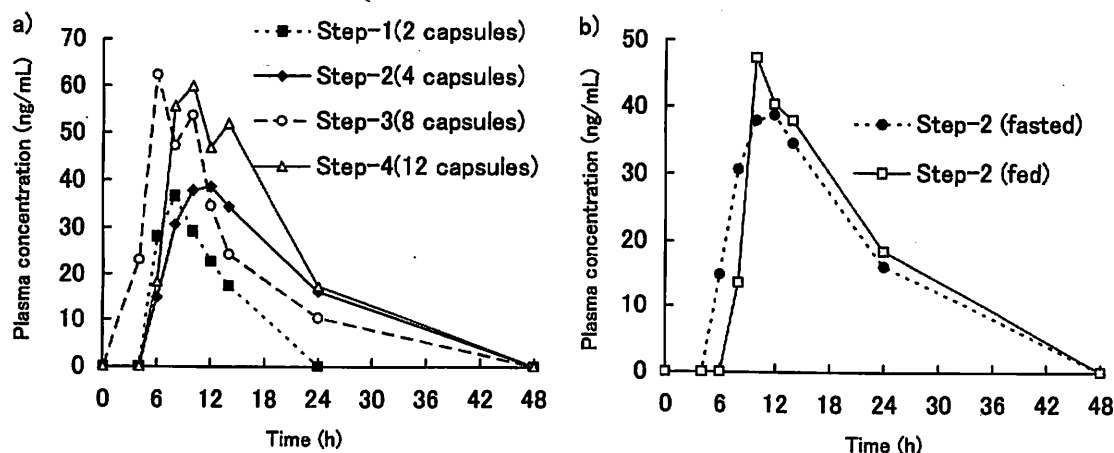 a)
Plasma concentration (ng/mL)
70
60
50
40
30
20
10
0
Step-1(2 capsules)
Step-2(4 capsules)
Step-3(8 capsules)
Step-4(12 capsules)
0 6 12 18 24 30 36 42 48
Time (h)
b)
Plasma concentration (ng/mL)
50
40
30
20
10
0
Step-2 (fasted)
Step-2 (fed)
0 6 12 18 24 30 36 42 48
Time (h)